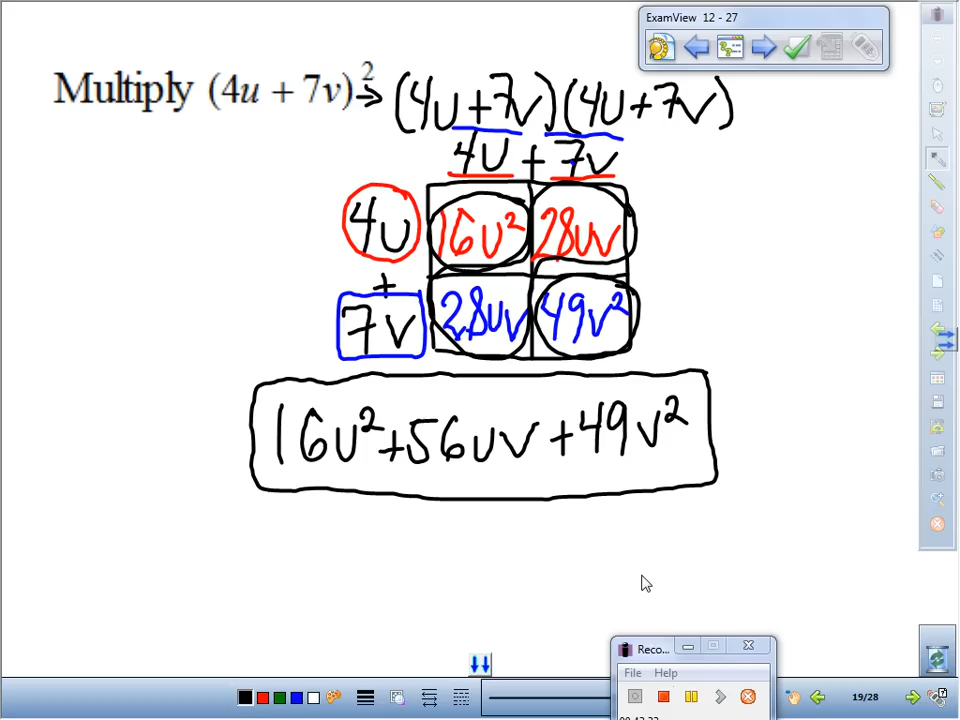 ExamView 12 - 27
Multiply (4u + 7v)² → (4u+7v)(4u+7v)
4u + 7v
4u 16u² 28uv
+
7v 28uv 49v²
16u²+56uv+49v²
Reco...
File Help
19/28